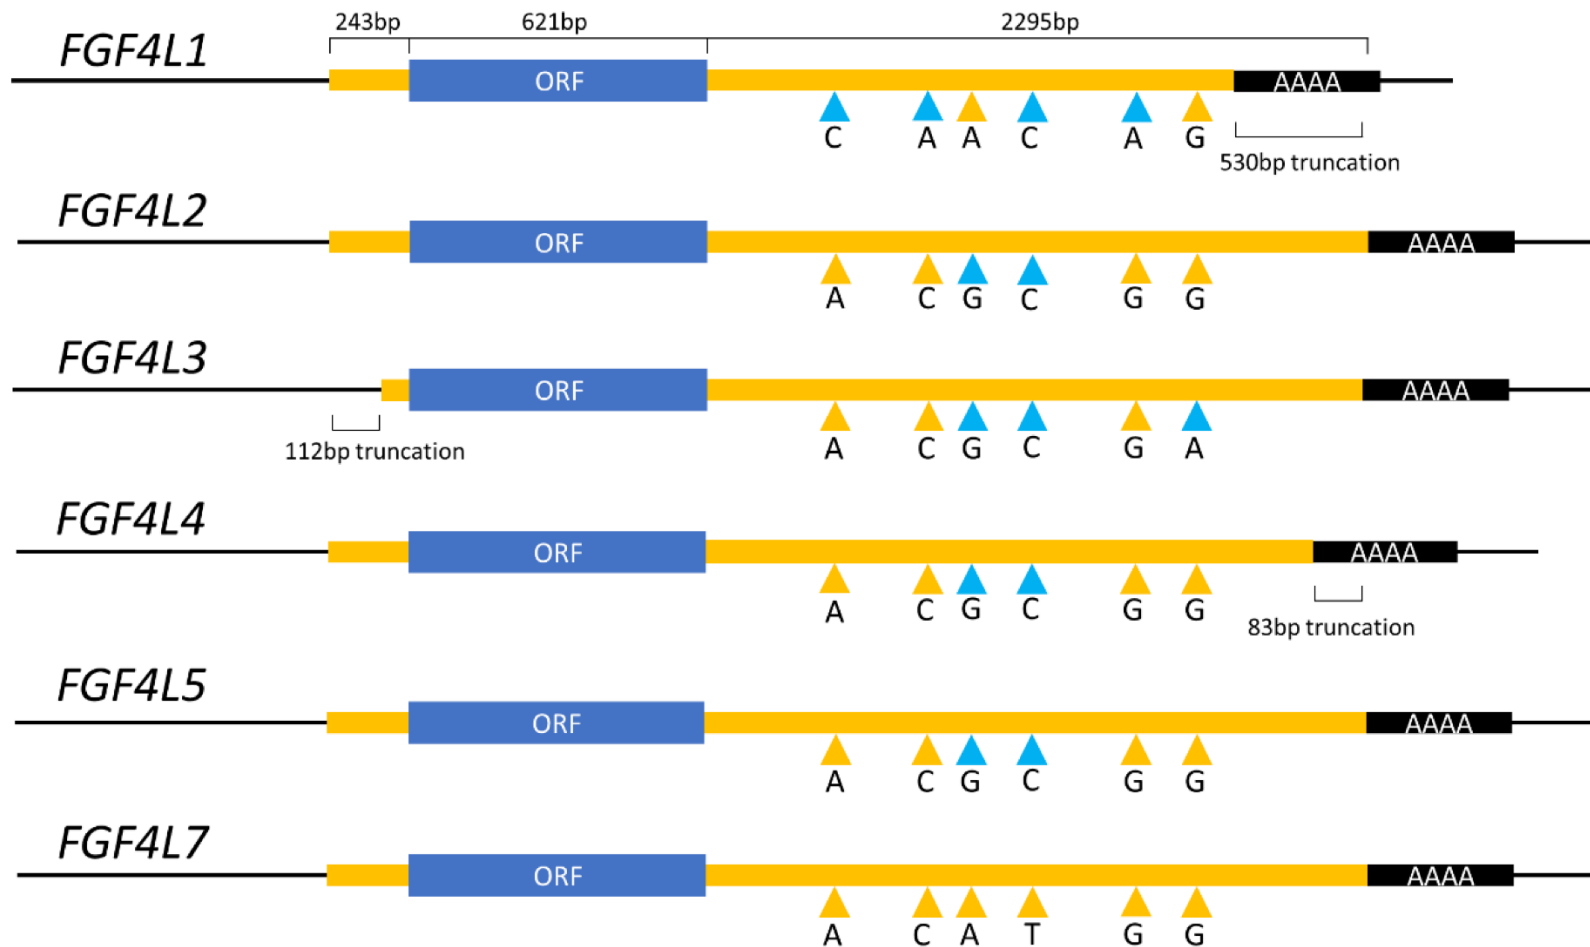 243bp 621bp 2295bp
FGF4L1
ORF AAAA
C A A C A G
530bp truncation
FGF4L2
ORF AAAA
A C G C G G
FGF4L3
ORF AAAA
A C G C G A
112bp truncation
FGF4L4
ORF AAAA
A C G C G G
83bp truncation
FGF4L5
ORF AAAA
A C G C G G
FGF4L7
ORF AAAA
A C A T G G